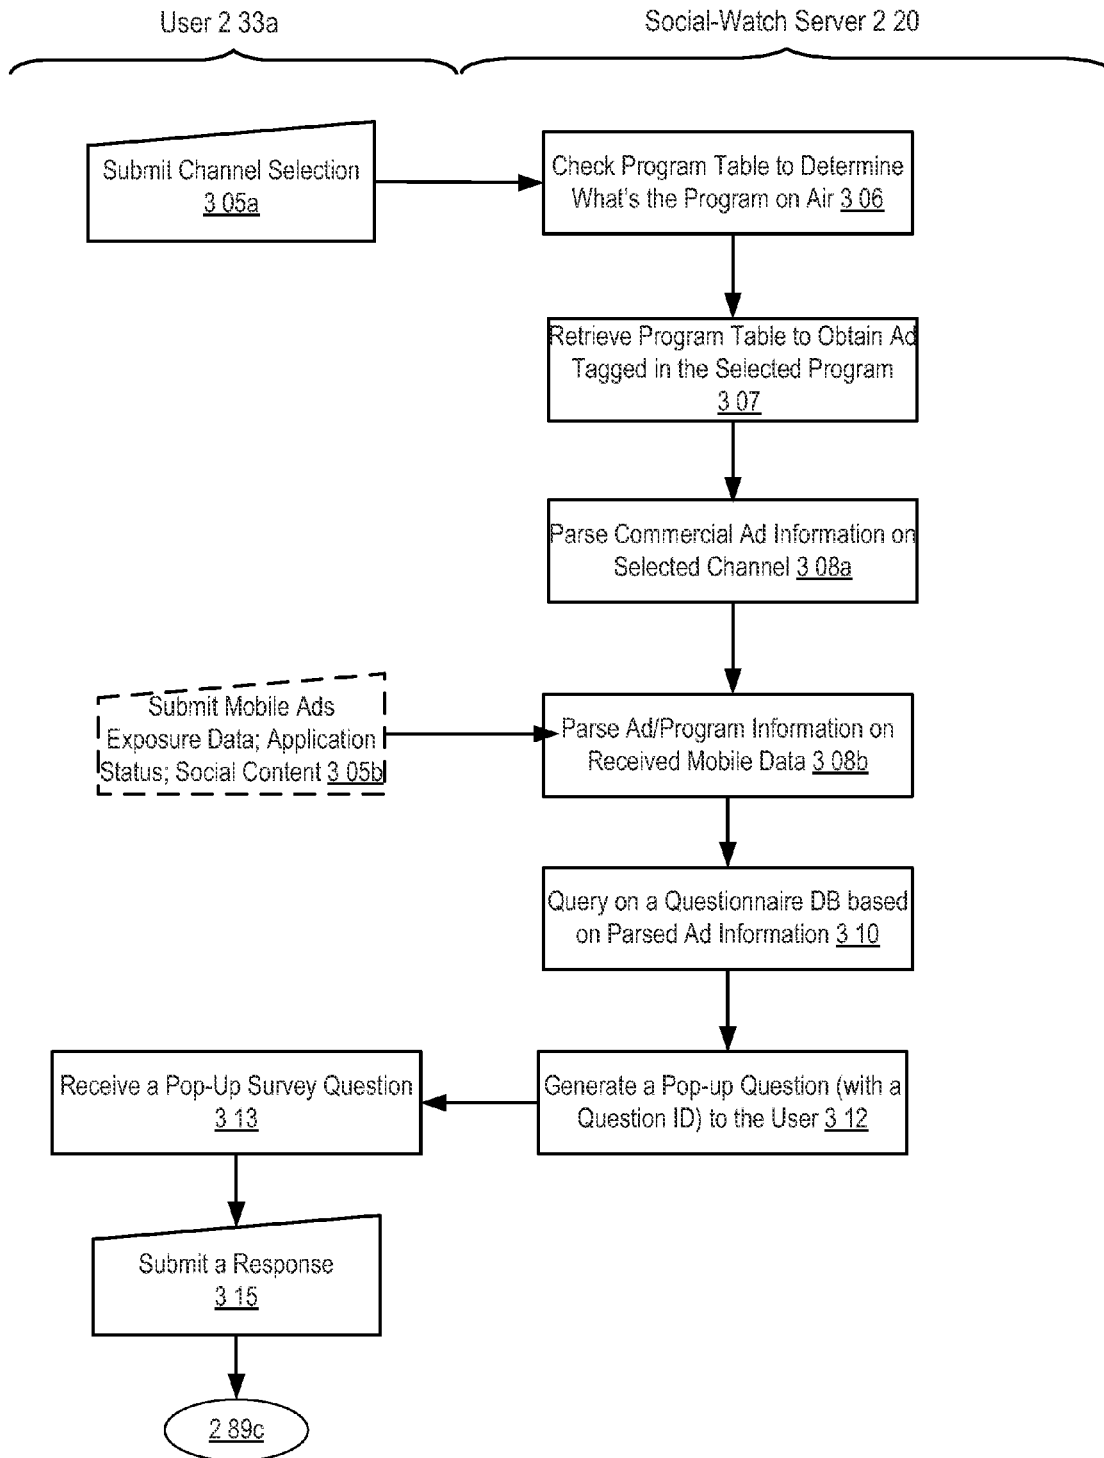 User 2 33a
Social-Watch Server 2 20
Submit Channel Selection
3 05a
Check Program Table to Determine
What's the Program on Air 3 06
Retrieve Program Table to Obtain Ad
Tagged in the Selected Program
3 07
Parse Commercial Ad Information on
Selected Channel 3 08a
Submit Mobile Ads
Exposure Data; Application
Status; Social Content 3 05b
Parse Ad/Program Information on
Received Mobile Data 3 08b
Query on a Questionnaire DB based
on Parsed Ad Information 3 10
Receive a Pop-Up Survey Question
3 13
Generate a Pop-up Question (with a
Question ID) to the User 3 12
Submit a Response
3 15
2 89c